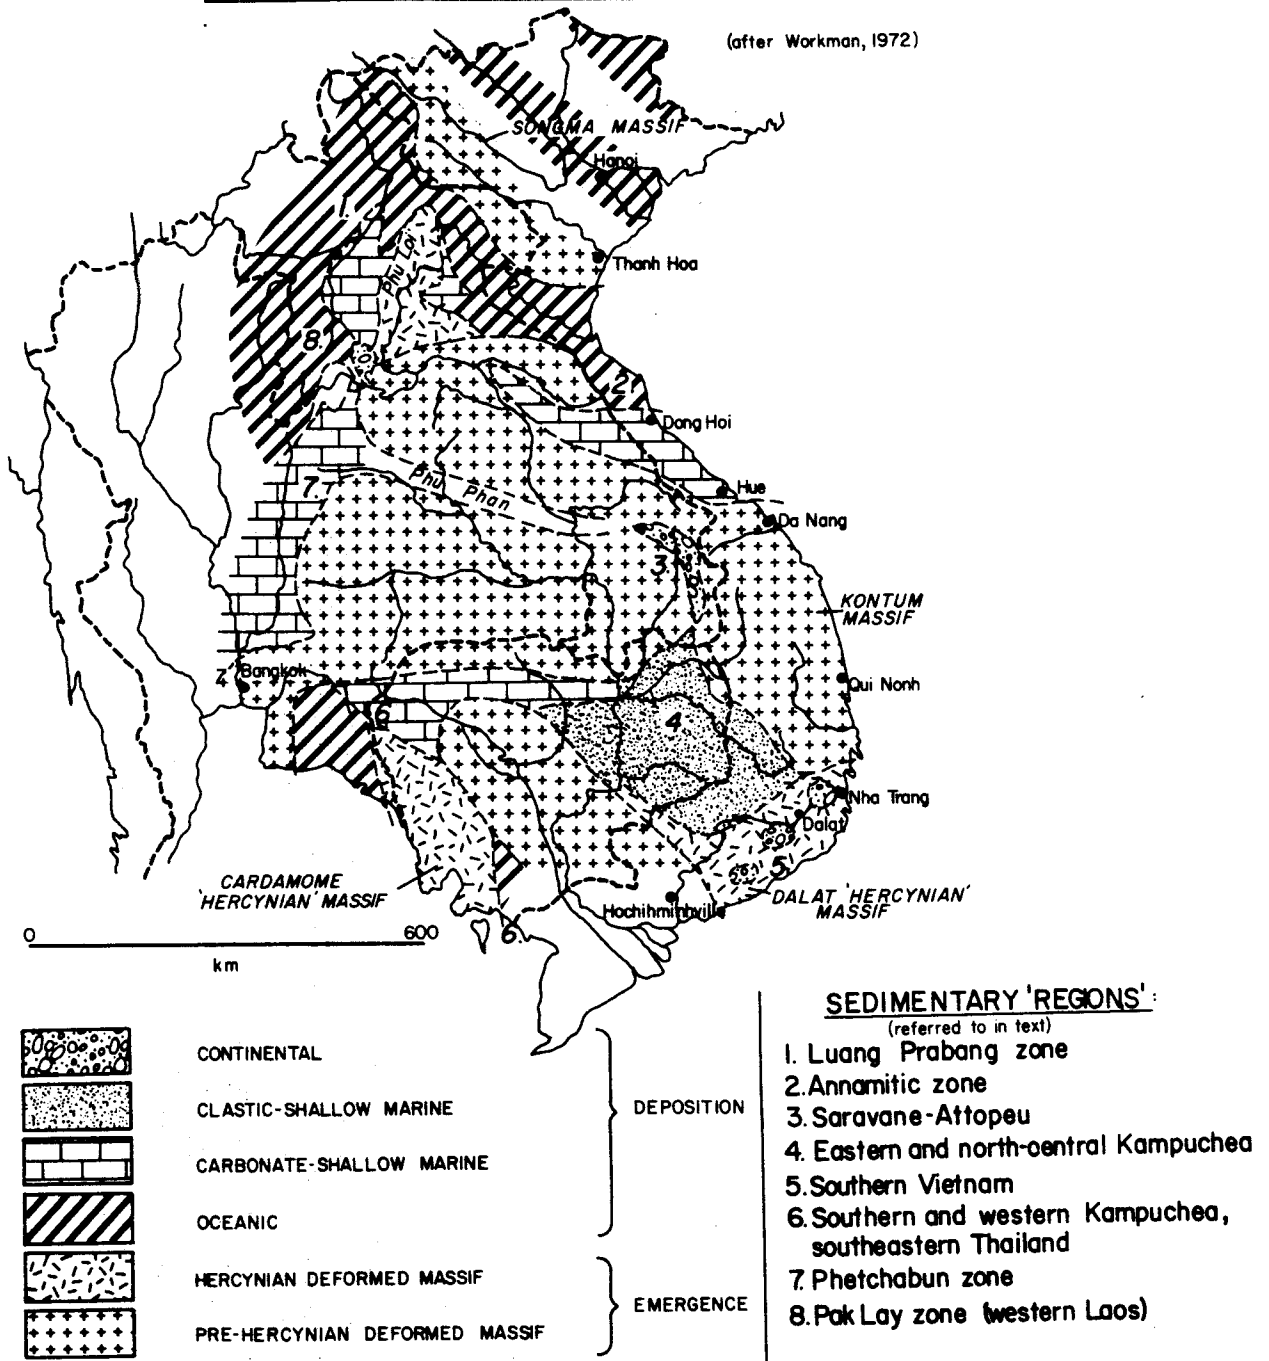 (after Workman, 1972)
SONGMA MASSIF
Hanoi
1.
Phu Loi
Thanh Hoa
8.
2.
Dong Hoi
Phu Phan
7.
Hue
Da Nang
3.
KONTUM
MASSIF
7.
Bangkok
Qui Nonh
6
4
Nha Trang
Dalat
5
CARDAMOME
'HERCYNIAN' MASSIF
DALAT 'HERCYNIAN'
MASSIF
Hochihminhville
6.
0 600
km
SEDIMENTARY 'REGIONS':
(referred to in text)
1. Luang Prabang zone
2. Annamitic zone
3. Saravane-Attopeu
4. Eastern and north-central Kampuchea
5. Southern Vietnam
6. Southern and western Kampuchea,
southeastern Thailand
7. Phetchabun zone
8. Pak Lay zone (western Laos)
CONTINENTAL
CLASTIC-SHALLOW MARINE
DEPOSITION
CARBONATE-SHALLOW MARINE
OCEANIC
HERCYNIAN DEFORMED MASSIF
EMERGENCE
PRE-HERCYNIAN DEFORMED MASSIF